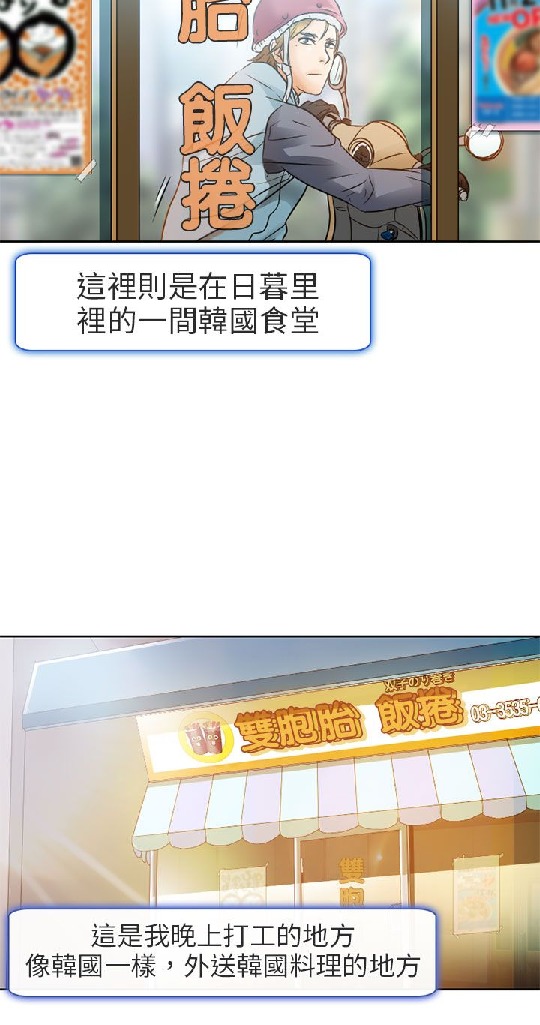 胎
飯
捲
這裡則是在日暮里
裡的一間韓國食堂
双子のり巻き
雙胞胎 飯捲 03-3535-
雙
胞
這是我晚上打工的地方
像韓國一樣，外送韓國料理的地方